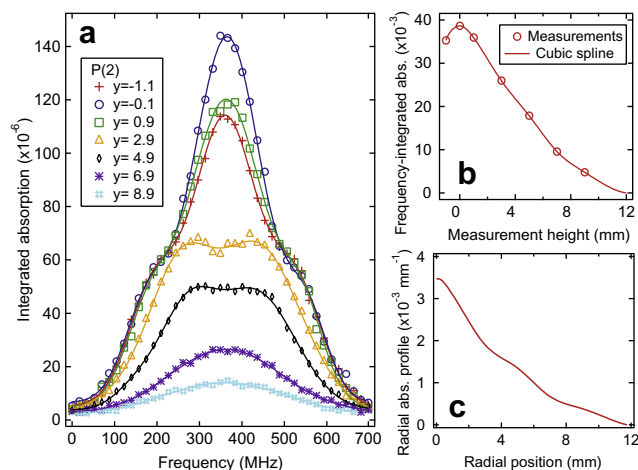 a
P(2)
y=-1.1
y=-0.1
y= 0.9
y= 2.9
y= 4.9
y= 6.9
y= 8.9
Integrated absorption (x10⁻⁶)
140
120
100
80
60
40
20
0
0 100 200 300 400 500 600 700
Frequency (MHz)
Measurements
Cubic spline
b
Frequency-integrated abs. (x10⁻³)
40
30
20
10
0
0 4 8 12
Measurement height (mm)
c
Radial abs. profile (x10⁻³ mm⁻¹)
4
3
2
1
0
0 4 8 12
Radial position (mm)